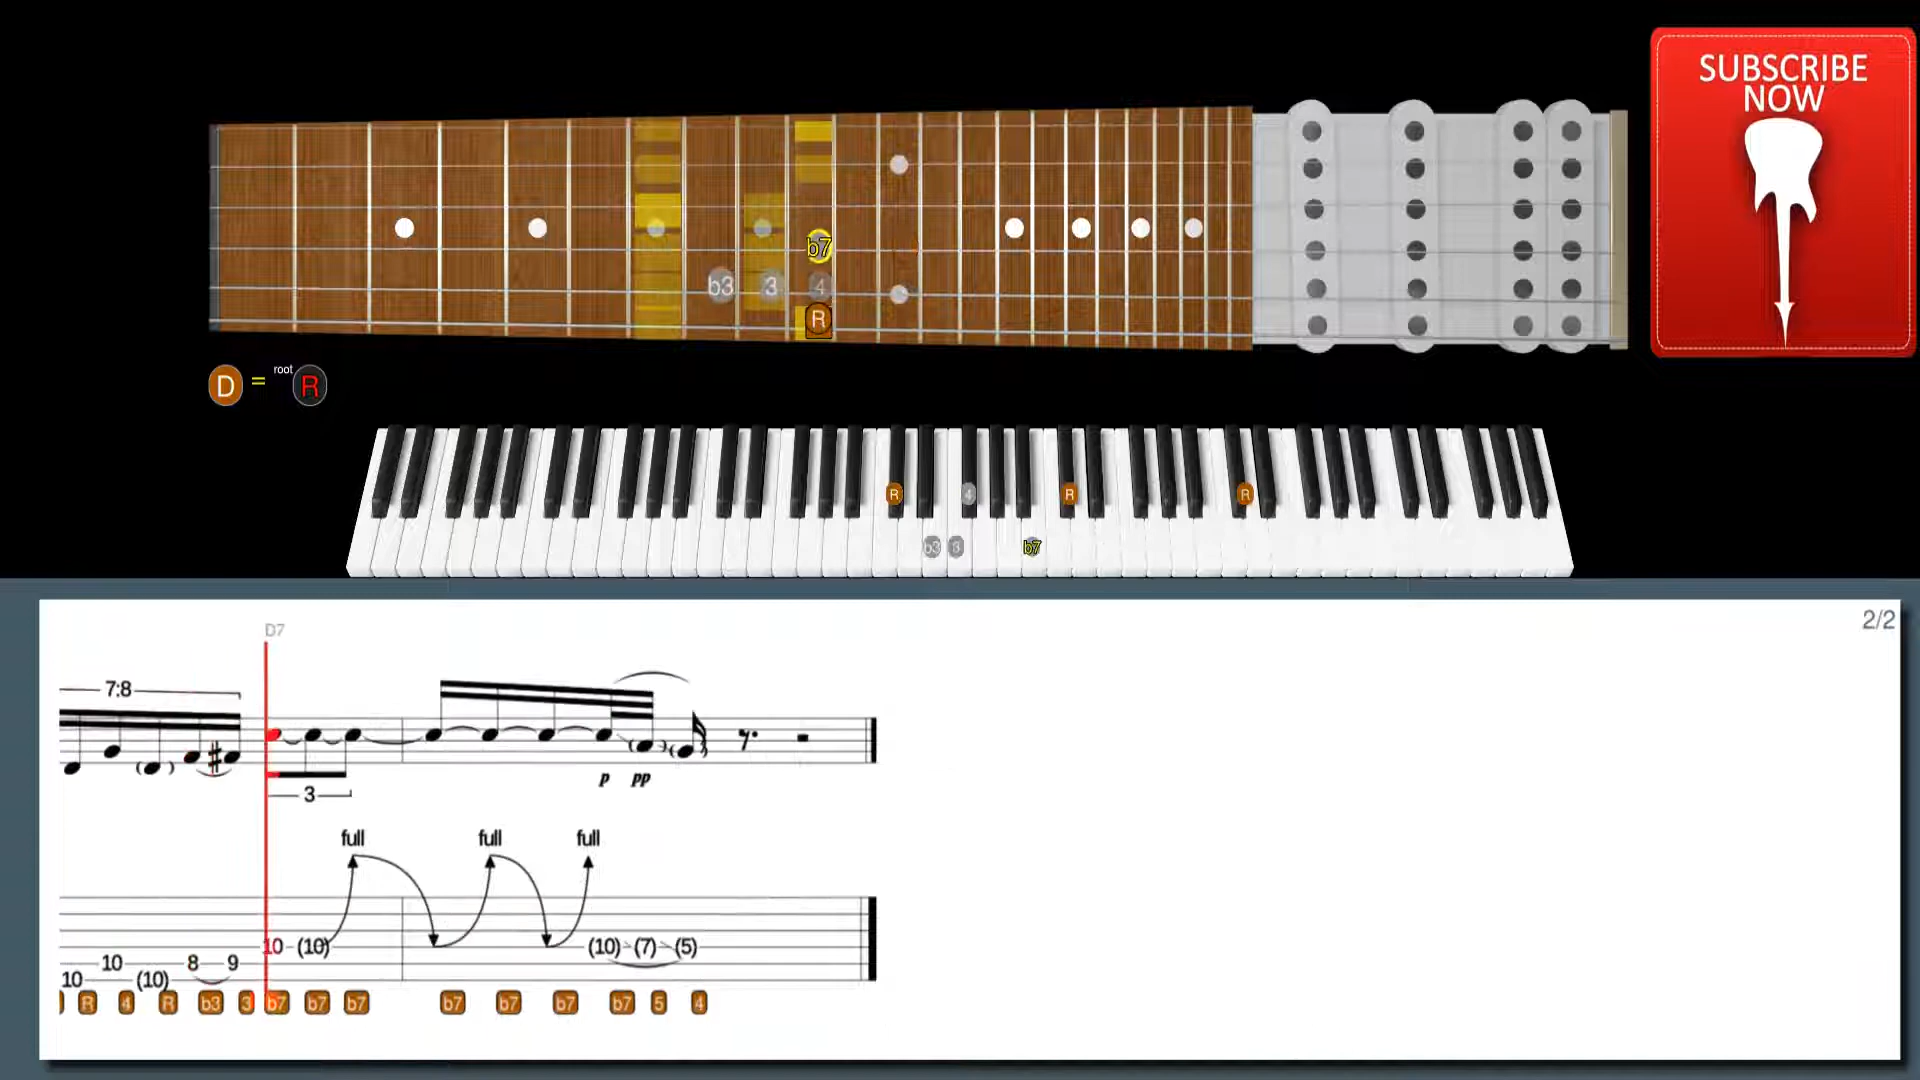 SUBSCRIBE
NOW
b7
b3 3 4
R
D = root R
R 4 R R
b3 3 b7
2/2
D7
7:8
p pp
3
full full full
10 (10) (10) (7) (5)
10 8 9
10 (10)
R 4 R b3 3 b7 b7 b7 b7 b7 b7 b7 5 4